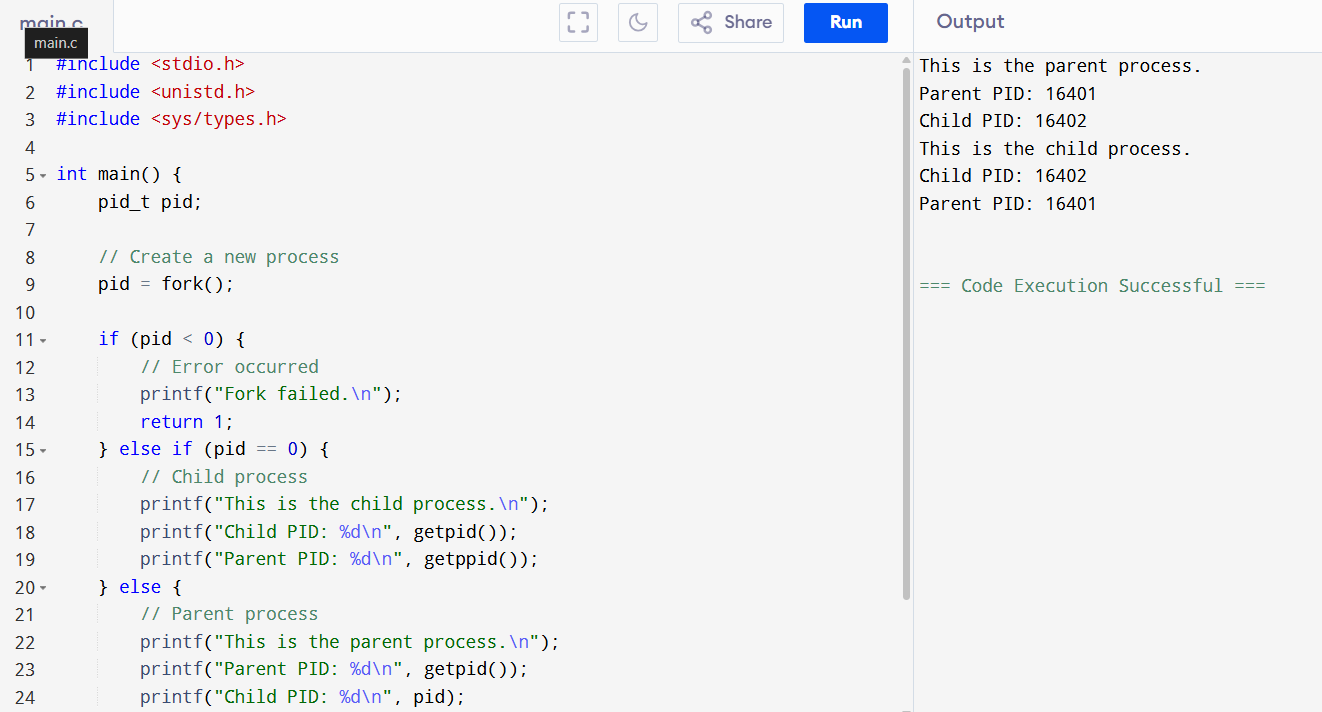 main.c
main.c
Share
Run
Output
1 #include <stdio.h>
2 #include <unistd.h>
3 #include <sys/types.h>
4
5 int main() {
6     pid_t pid;
7
8     // Create a new process
9     pid = fork();
10
11     if (pid < 0) {
12         // Error occurred
13         printf("Fork failed.\n");
14         return 1;
15     } else if (pid == 0) {
16         // Child process
17         printf("This is the child process.\n");
18         printf("Child PID: %d\n", getpid());
19         printf("Parent PID: %d\n", getppid());
20     } else {
21         // Parent process
22         printf("This is the parent process.\n");
23         printf("Parent PID: %d\n", getpid());
24         printf("Child PID: %d\n", pid);
This is the parent process.
Parent PID: 16401
Child PID: 16402
This is the child process.
Child PID: 16402
Parent PID: 16401
=== Code Execution Successful ===